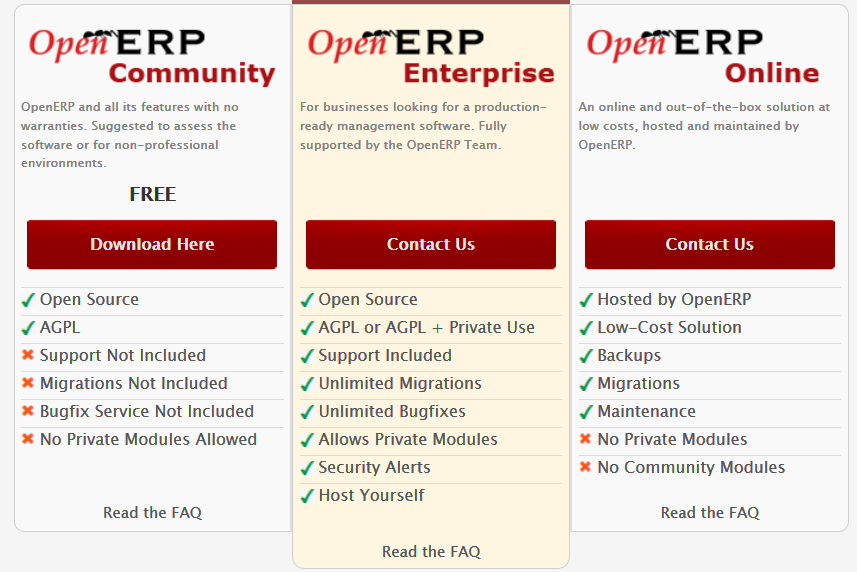 OpenERP
Community
OpenERP and all its features with no
warranties. Suggested to assess the
software or for non-professional
environments.
FREE
Download Here
Open Source
AGPL
Support Not Included
Migrations Not Included
Bugfix Service Not Included
No Private Modules Allowed
Read the FAQ
OpenERP
Enterprise
For businesses looking for a production-
ready management software. Fully
supported by the OpenERP Team.
Contact Us
Open Source
AGPL or AGPL + Private Use
Support Included
Unlimited Migrations
Unlimited Bugfixes
Allows Private Modules
Security Alerts
Host Yourself
Read the FAQ
OpenERP
Online
An online and out-of-the-box solution at
low costs, hosted and maintained by
OpenERP.
Contact Us
Hosted by OpenERP
Low-Cost Solution
Backups
Migrations
Maintenance
No Private Modules
No Community Modules
Read the FAQ